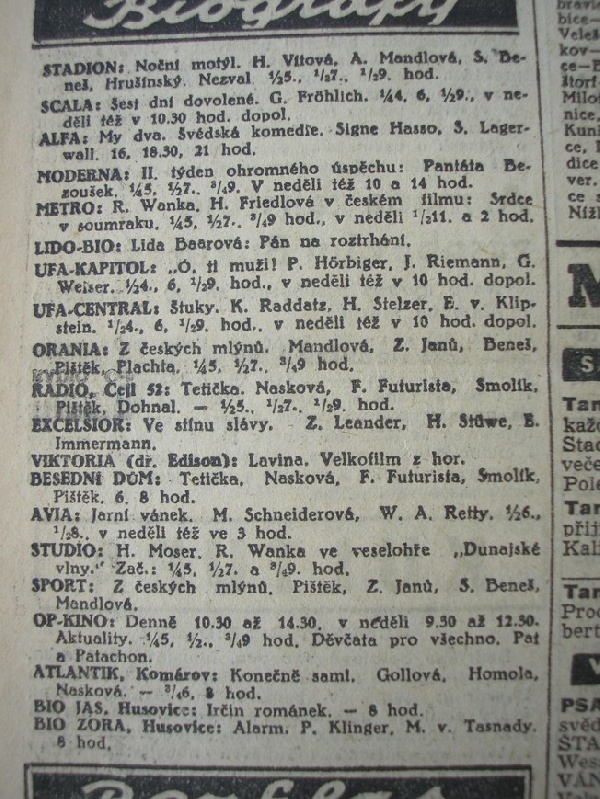 Biografy
STADION: Noční motýl. H. Vítová, A. Mandlová, S. Be-
neš, Hrušínský. Nezval. ½5., ½7., ½9. hod.
SCALA: Šest dní dovolené. G. Fröhlich. ¼4, 6, ½9., v ne-
děli též v 10.30 hod. dopol.
ALFA: My dva. Švédská komedie. Signe Hasso, S. Lager-
wall. 16, 18.30, 21 hod.
MODERNA: II. týden ohromného úspěchu: Pantáta Be-
zoušek. ¼5, ½7., ¾9. V neděli též 10 a 14 hod.
METRO: R. Wanka, H. Friedlová v českém filmu: Srdce
v soumraku. ¼5, ½7., ¾9 hod., v neděli ½11. a 2 hod.
LIDO-BIO: Lída Baarová: Pán na roztrhání.
UFA-KAPITOL: „Ó, ti muži! P. Hörbiger, J. Riemann, G.
Weiser. ½4., 6, ½9. hod., v neděli též v 10 hod. dopol.
UFA-CENTRAL: Štuky. K. Raddatz, H. Stelzer, E. v. Klip-
stein. ½4., 6, ½9. hod., v neděli též v 10 hod. dopol.
ORANIA: Z českých mlýnů. Mandlová, Z. Janů, Beneš,
Pištěk, Plachta, ¼5, ½7., ¾9 hod.
RADIO, Cejl 52: Tetička. Nasková, F. Futurista, Smolík,
Pištěk, Dohnal. — ½5., ½7., ½9. hod.
EXCELSIOR: Ve stínu slávy. Z. Leander, H. Stüwe, E.
Immermann.
VIKTORIA (dř. Edison): Lavina. Velkofilm z hor.
BESEDNÍ DŮM: Tetička, Nasková, F. Futurista, Smolík,
Pištěk. 6, 8 hod.
AVIA: Jarní vánek. M. Schneiderová, W. A. Retty. ½6.,
½8., v neděli též ve 3 hod.
STUDIO: H. Moser, R. Wanka ve veselohře „Dunajské
vlny.“ Zač.: ¼5, ½7. a ¾9. hod.
SPORT: Z českých mlýnů. Pištěk, Z. Janů, S. Beneš,
Mandlová.
OP-KINO: Denně 10.30 až 14.30, v neděli 9.30 až 12.30.
Aktuality. ¼5, ½., ¾9 hod. Děvčata pro všechno. Pat
a Patachon.
ATLANTIK, Komárov: Konečně sami. Gollová, Homola,
Nasková. — ¾6, 8 hod.
BIO JAS, Husovice: Irčin románek. — 8 hod.
BIO ZORA, Husovice: Alarm. P. Klinger, M. v. Tasnady.
8 hod.